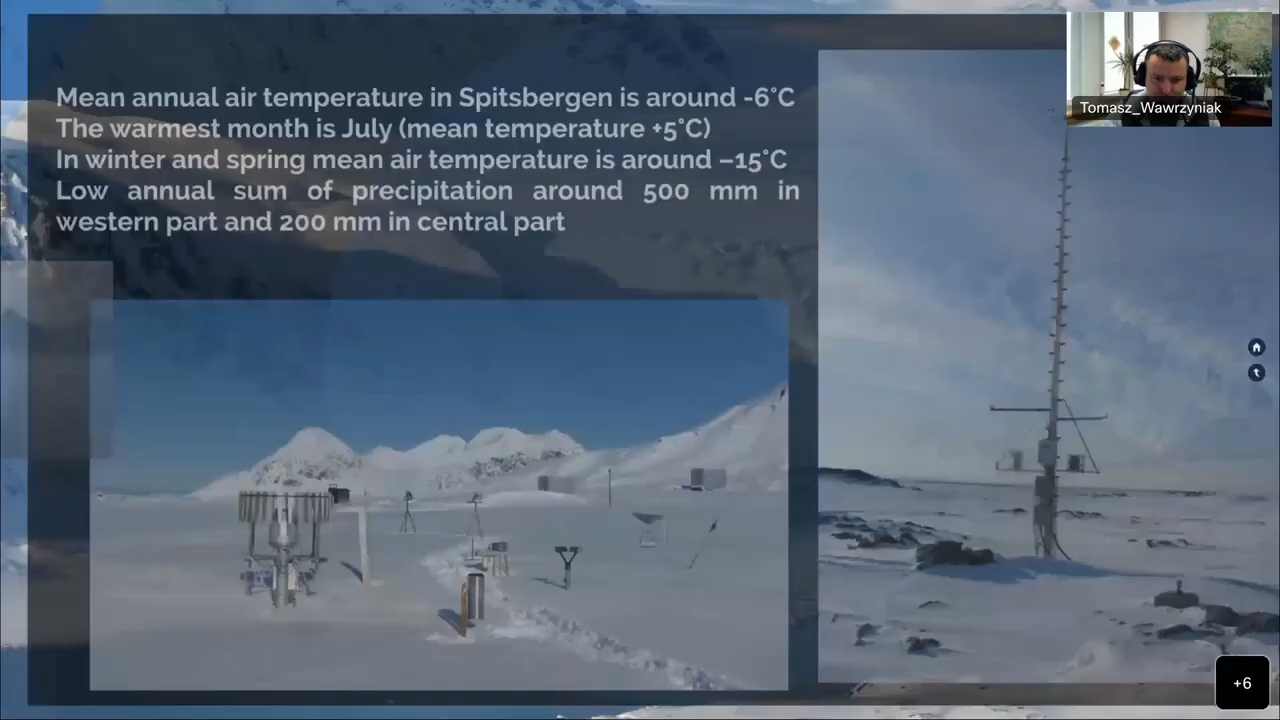 Mean annual air temperature in Spitsbergen is around -6°C
The warmest month is July (mean temperature +5°C)
In winter and spring mean air temperature is around –15°C
Low annual sum of precipitation around 500 mm in
western part and 200 mm in central part
Tomasz_Wawrzyniak
+6